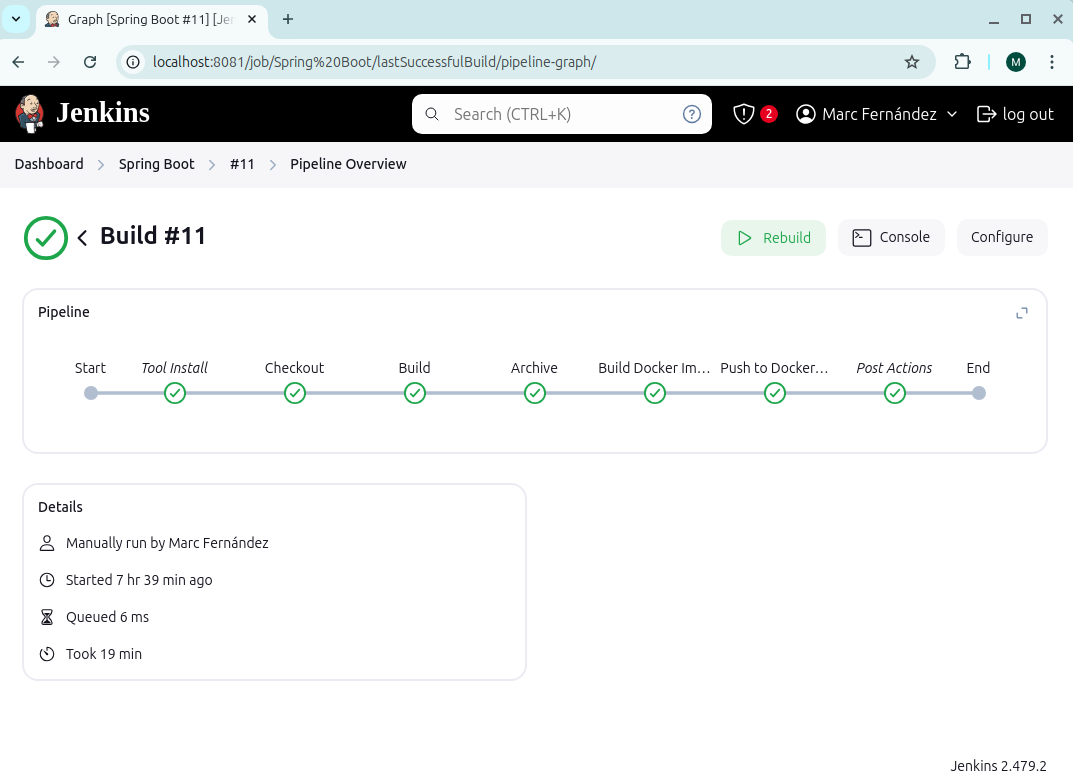 Graph [Spring Boot #11] [Jen
localhost:8081/job/Spring%20Boot/lastSuccessfulBuild/pipeline-graph/
M
Jenkins
Search (CTRL+K)
?
2
Marc Fernández
log out
Dashboard
Spring Boot
#11
Pipeline Overview
Build #11
Rebuild
Console
Configure
Pipeline
Start
Tool Install
Checkout
Build
Archive
Build Docker Im...
Push to Docker...
Post Actions
End
Details
Manually run by Marc Fernández
Started 7 hr 39 min ago
Queued 6 ms
Took 19 min
Jenkins 2.479.2